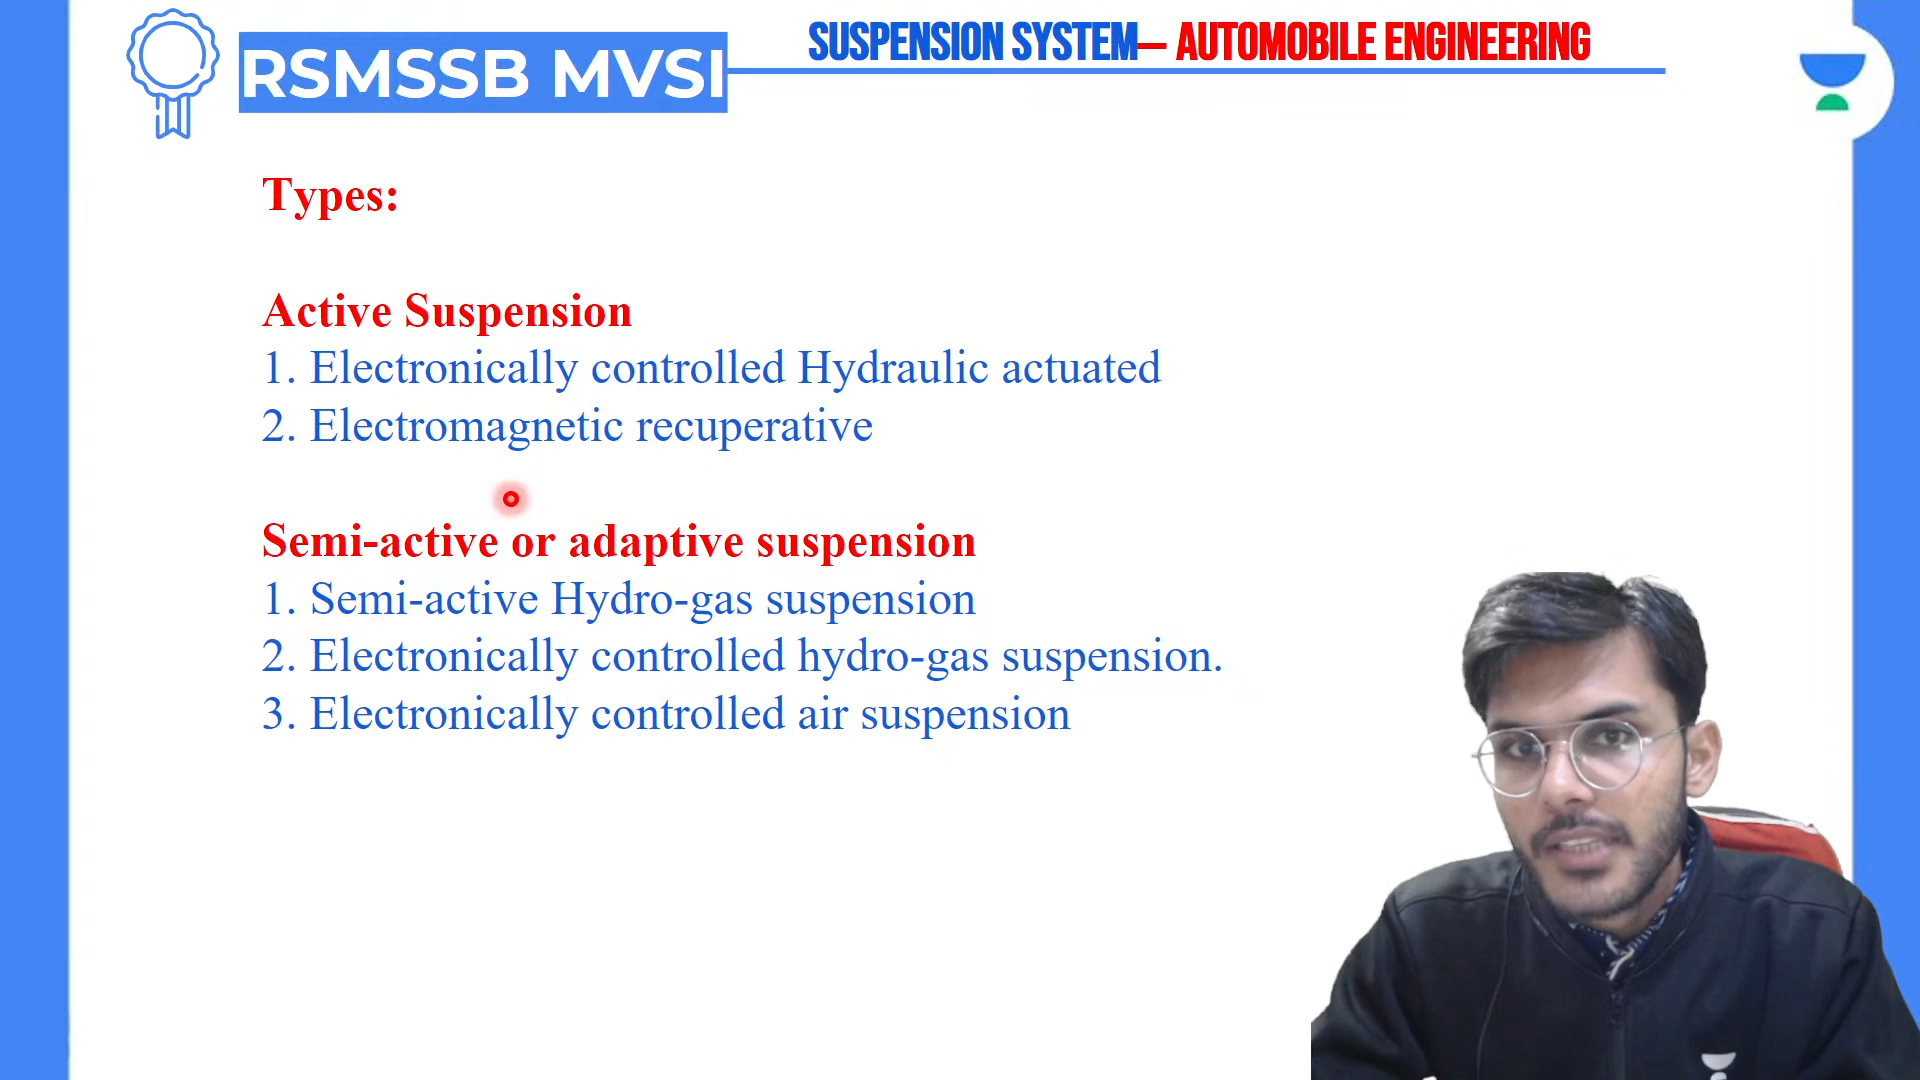 RSMSSB MVSI
SUSPENSION SYSTEM— AUTOMOBILE ENGINEERING
Types:
Active Suspension
1. Electronically controlled Hydraulic actuated
2. Electromagnetic recuperative
Semi-active or adaptive suspension
1. Semi-active Hydro-gas suspension
2. Electronically controlled hydro-gas suspension.
3. Electronically controlled air suspension